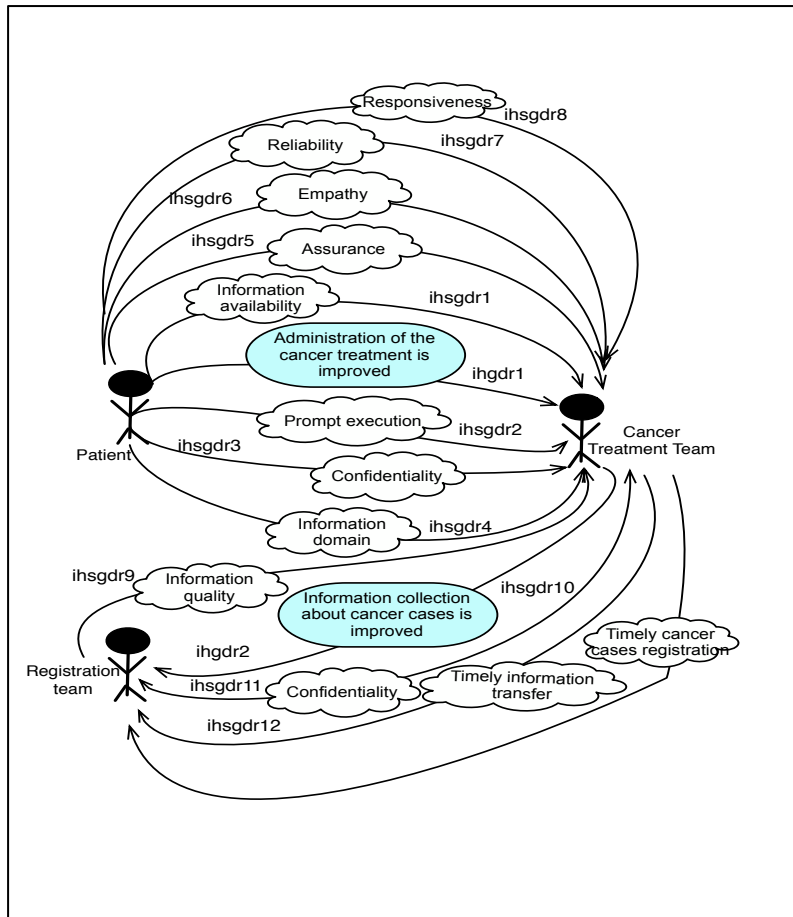 Responsiveness
ihsgdr8
Reliability
ihsgdr7
ihsgdr6
Empathy
ihsgdr5
Assurance
Information
availability
ihsgdr1
Administration of the
cancer treatment is
improved
ihgdr1
Prompt execution
ihsgdr2
Patient
ihsgdr3
Cancer
Treatment Team
Confidentiality
Information
domain
ihsgdr4
ihsgdr9
Information
quality
ihsgdr10
Information collection
about cancer cases is
improved
Timely cancer
cases registration
ihgdr2
Registration
team
ihsgdr11
Confidentiality
Timely information
transfer
ihsgdr12